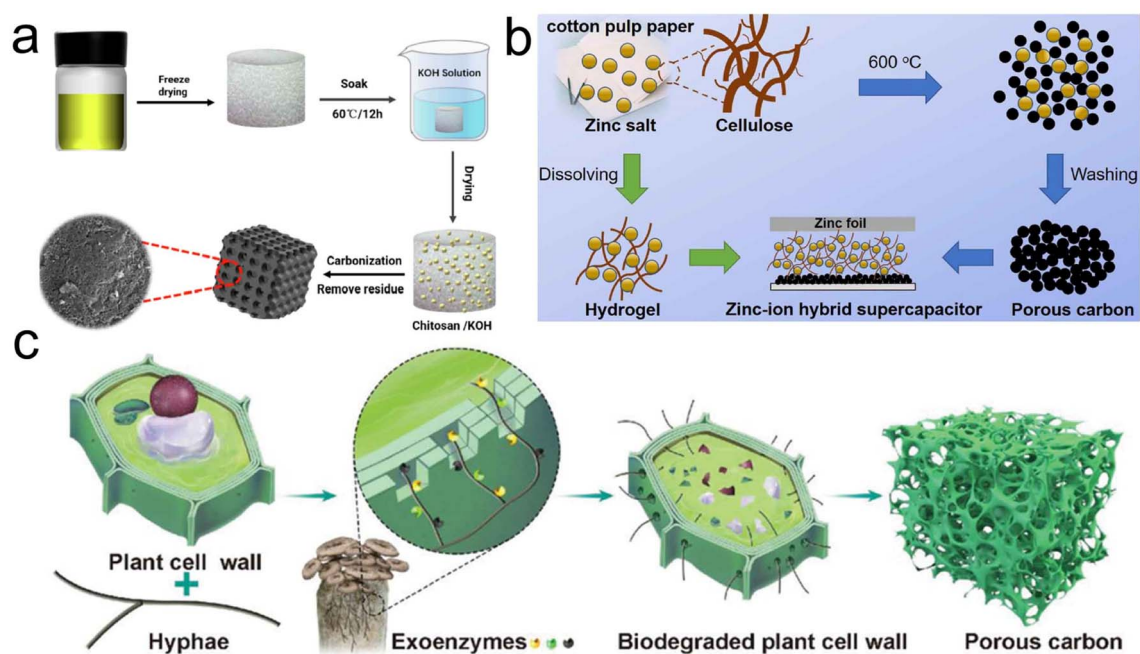 a
Freeze
drying
Soak
60℃/12h
KOH Solution
Drying
Carbonization
Remove residue
Chitosan /KOH
b
cotton pulp paper
Zinc salt
Cellulose
600 °C
Dissolving
Washing
Zinc foil
Hydrogel
Zinc-ion hybrid supercapacitor
Porous carbon
c
Plant cell wall
+
Hyphae
Exoenzymes
Biodegraded plant cell wall
Porous carbon